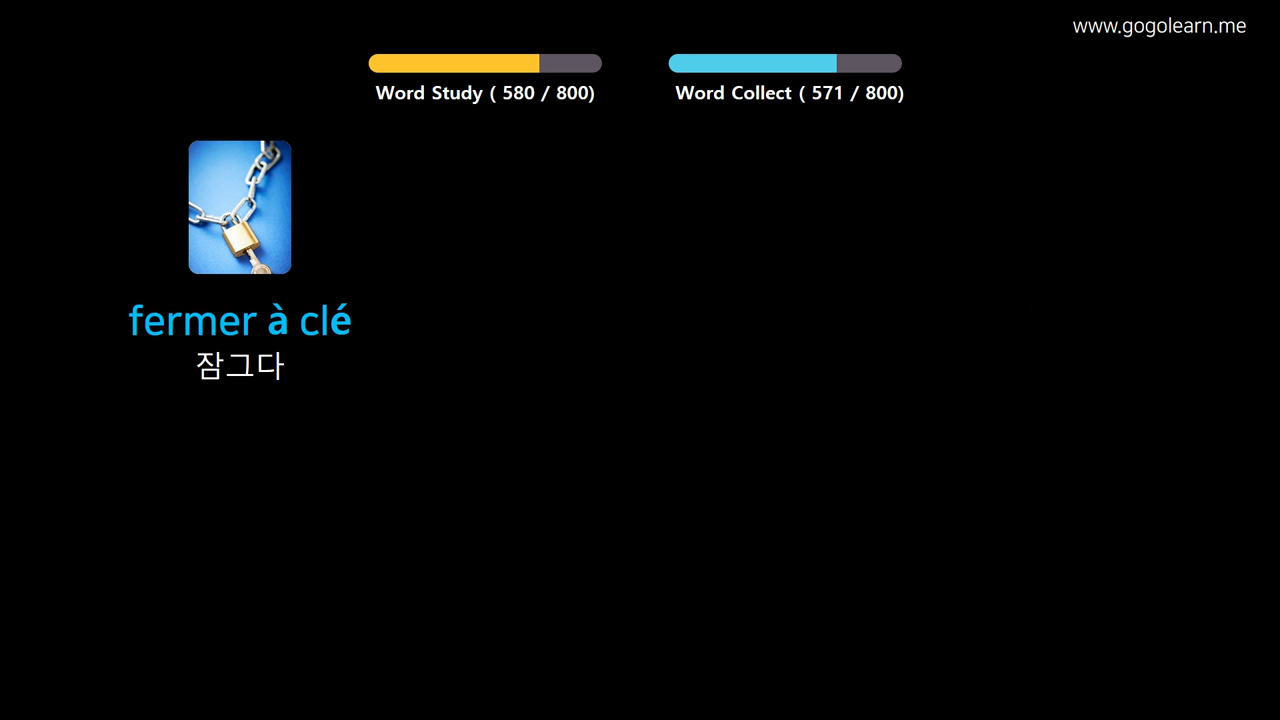 www.gogolearn.me
Word Study ( 580 / 800)
Word Collect ( 571 / 800)
fermer à clé
잠그다